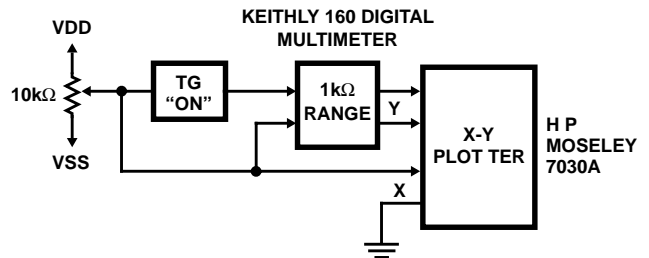 KEITHLY 160 DIGITAL
MULTIMETER
VDD
10kΩ
VSS
TG
“ON”
1kΩ
RANGE
Y
X
X-Y
PLOT TER
H P
MOSELEY
7030A